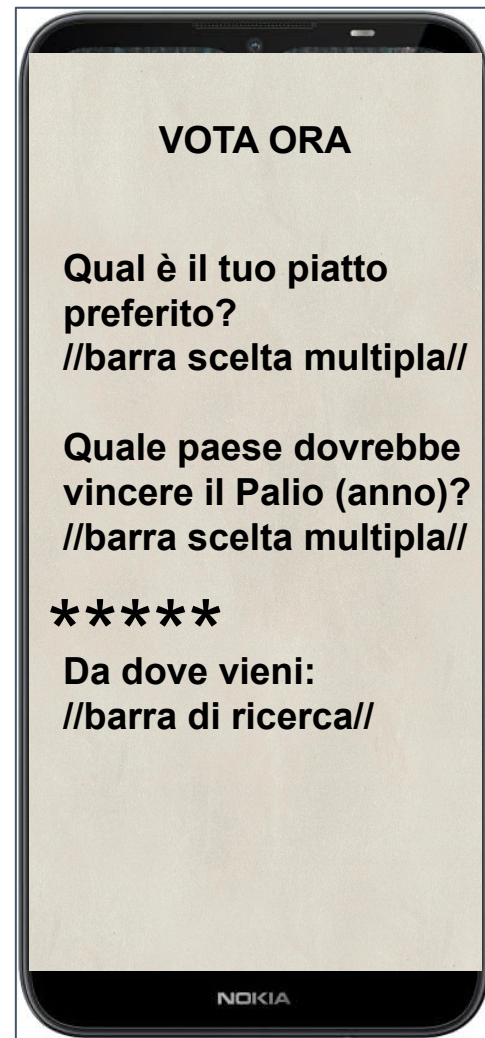 VOTA ORA
Qual è il tuo piatto
preferito?
//barra scelta multipla//
Quale paese dovrebbe
vincere il Palio (anno)?
//barra scelta multipla//
*****
Da dove vieni:
//barra di ricerca//
NOKIA